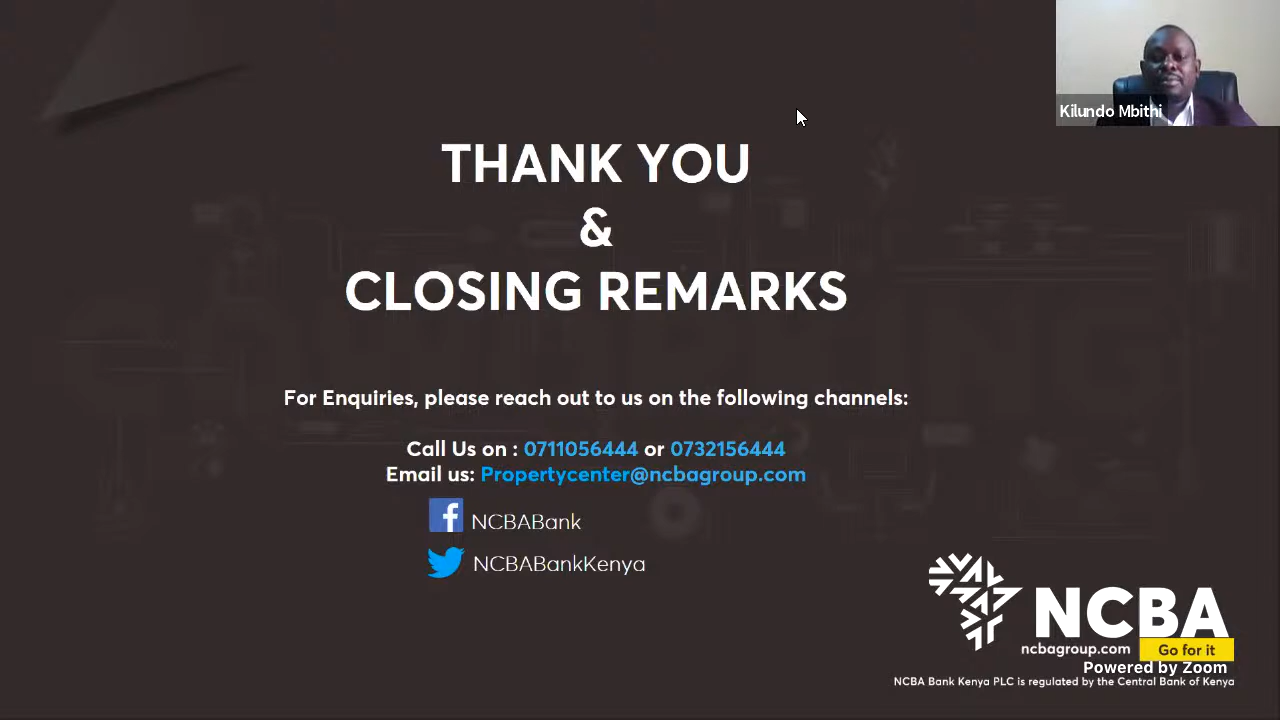 Kilundo Mbithi
THANK YOU
&
CLOSING REMARKS
For Enquiries, please reach out to us on the following channels:
Call Us on : 0711056444 or 0732156444
Email us: Propertycenter@ncbagroup.com
NCBABank
NCBABankKenya
NCBA
ncbagroup.com Go for it
Powered by Zoom
NCBA Bank Kenya PLC is regulated by the Central Bank of Kenya